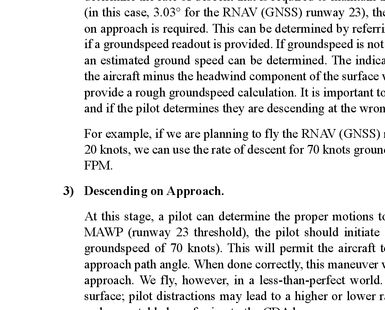 (in this case, 3.03° for the RNAV (GNSS) runway 23), the
on approach is required. This can be determined by referri
if a groundspeed readout is provided. If groundspeed is not
an estimated ground speed can be determined. The indica
the aircraft minus the headwind component of the surface
provide a rough groundspeed calculation. It is important to
and if the pilot determines they are descending at the wron
For example, if we are planning to fly the RNAV (GNSS)
20 knots, we can use the rate of descent for 70 knots groun
FPM.
3) Descending on Approach.
At this stage, a pilot can determine the proper motions to
MAWP (runway 23 threshold), the pilot should initiate
groundspeed of 70 knots). This will permit the aircraft to
approach path angle. When done correctly, this maneuver
approach. We fly, however, in a less-than-perfect world.
surface; pilot distractions may lead to a higher or lower